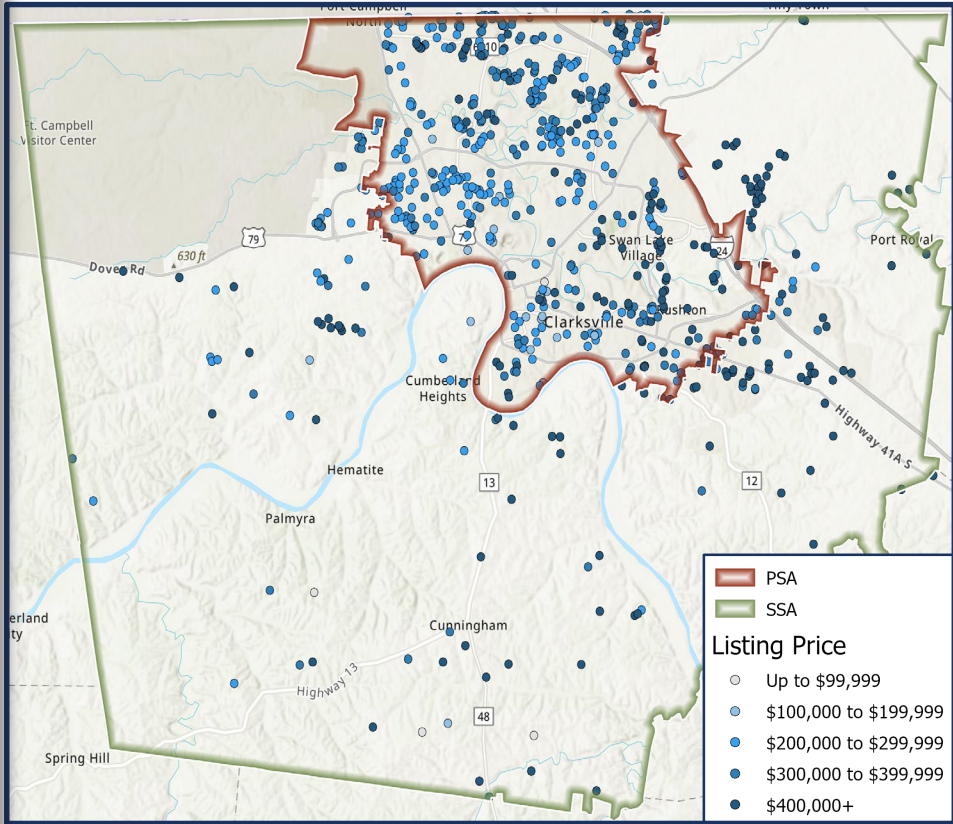 Fort Campbell
North
Tiny Town
Ft. Campbell
Visitor Center
79
Dover Rd
630 ft
79
Swan Lake
Village
24
Port Royal
Rushton
Clarksville
Cumberland
Heights
Highway 41A S
Hematite
13
12
Palmyra
erland
ity
Cunningham
Highway 13
48
Spring Hill
PSA
SSA
Listing Price
Up to $99,999
$100,000 to $199,999
$200,000 to $299,999
$300,000 to $399,999
$400,000+